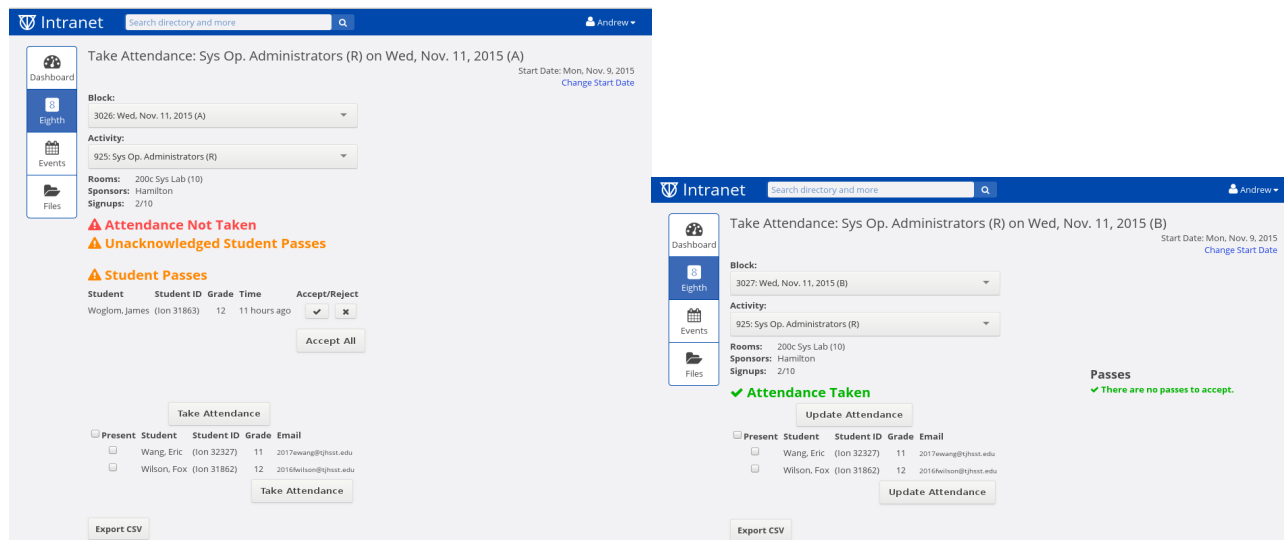 Intranet
Search directory and more
Andrew
Dashboard
Eighth
Events
Files
Take Attendance: Sys Op. Administrators (R) on Wed, Nov. 11, 2015 (A)
Start Date: Mon, Nov. 9, 2015
Change Start Date
Block:
3026: Wed, Nov. 11, 2015 (A)
Activity:
925: Sys Op. Administrators (R)
Rooms: 200c Sys Lab (10)
Sponsors: Hamilton
Signups: 2/10
Attendance Not Taken
Unacknowledged Student Passes
Student Passes
Student Student ID Grade Time Accept/Reject
Woglom, James (Ion 31863) 12 11 hours ago
Accept All
Take Attendance
Present Student Student ID Grade Email
Wang, Eric (Ion 32327) 11 2017ewang@tjhsst.edu
Wilson, Fox (Ion 31862) 12 2016fwilson@tjhsst.edu
Take Attendance
Export CSV
Intranet
Search directory and more
Andrew
Dashboard
8
Eighth
Events
Files
Take Attendance: Sys Op. Administrators (R) on Wed, Nov. 11, 2015 (B)
Start Date: Mon, Nov. 9, 2015
Change Start Date
Block:
3027: Wed, Nov. 11, 2015 (B)
Activity:
925: Sys Op. Administrators (R)
Rooms: 200c Sys Lab (10)
Sponsors: Hamilton
Signups: 2/10
Attendance Taken
Passes
There are no passes to accept.
Update Attendance
Present Student Student ID Grade Email
Wang, Eric (Ion 32327) 11 2017ewang@tjhsst.edu
Wilson, Fox (Ion 31862) 12 2016fwilson@tjhsst.edu
Update Attendance
Export CSV